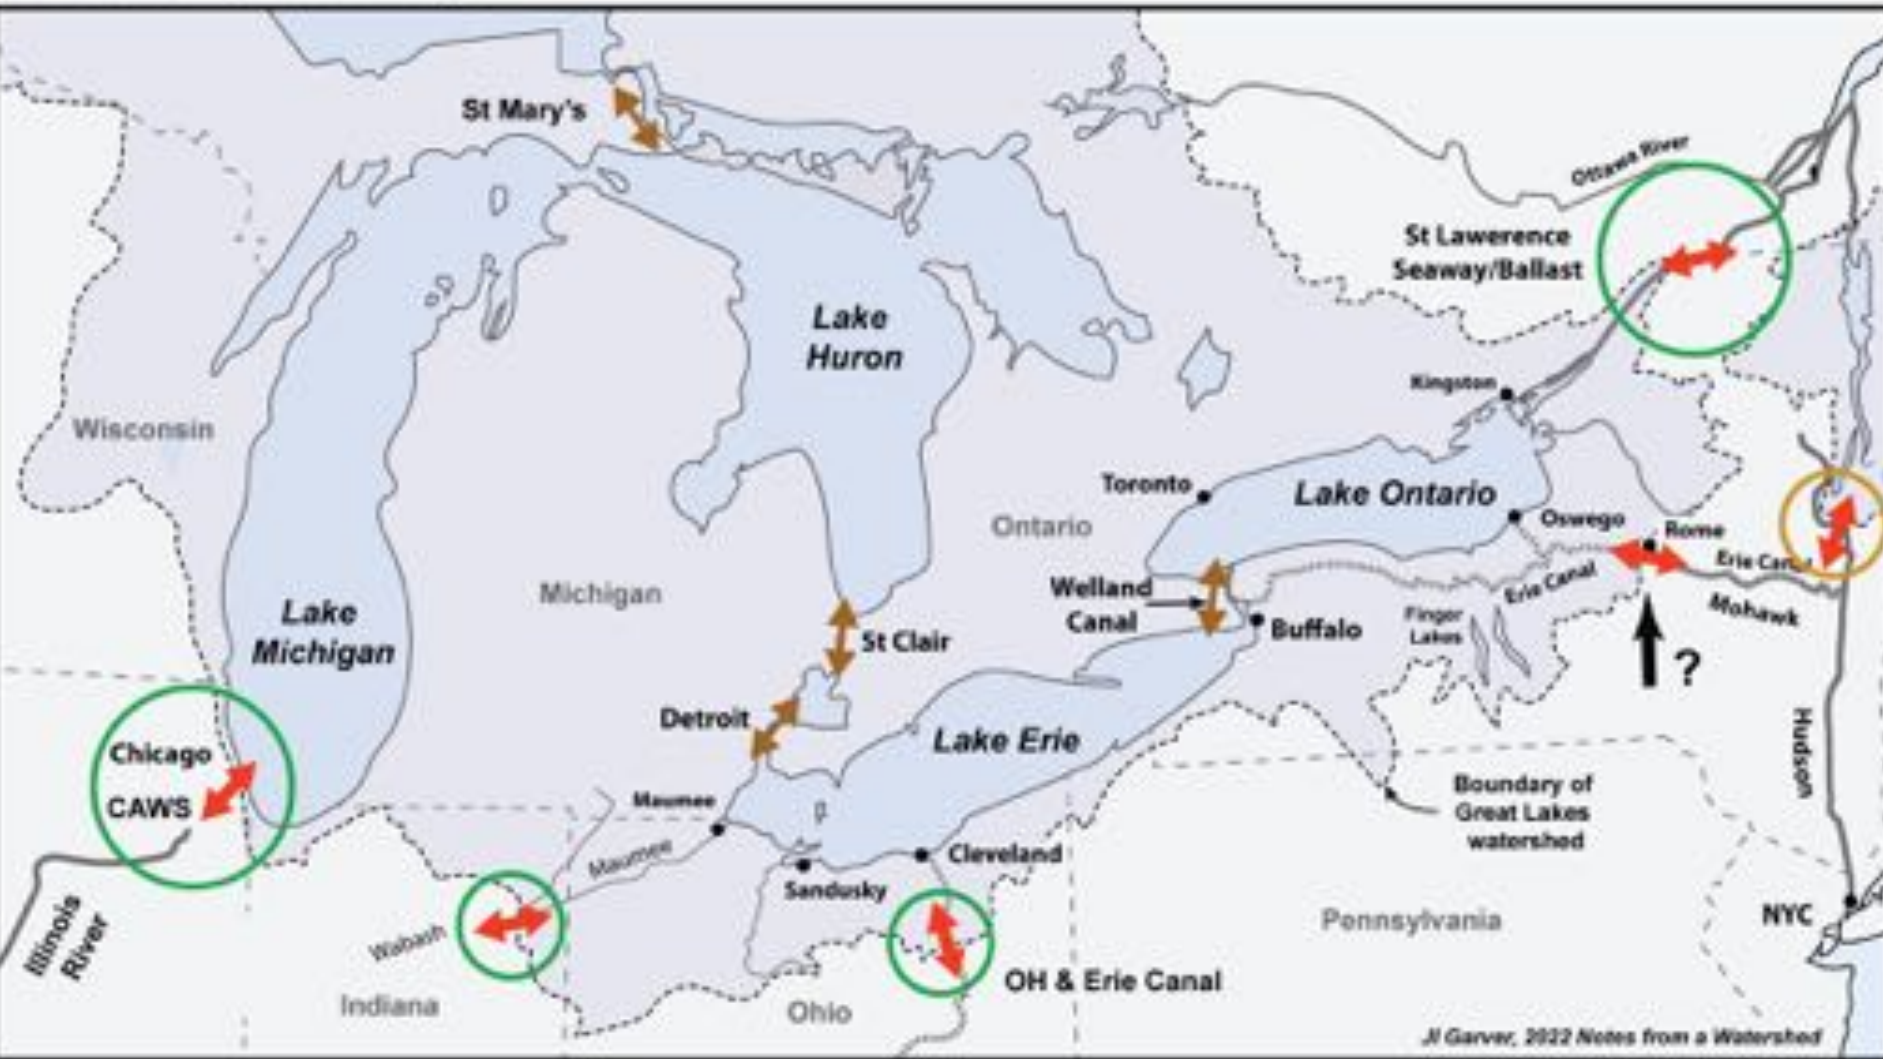 St Mary's
Ottawa River
St Lawerence
Seaway/Ballast
Lake
Huron
Kingston
Wisconsin
Toronto
Lake Ontario
Ontario
Oswego
Rome
Erie Canal
Erie Canal
Mohawk
Welland
Canal
Finger
Lakes
Buffalo
?
Michigan
Lake
Michigan
St Clair
Detroit
Lake Erie
Hudson
Chicago
CAWS
Maumee
Maumee
Boundary of
Great Lakes
watershed
Cleveland
Sandusky
Illinois
River
Wabash
Pennsylvania
NYC
OH & Erie Canal
Indiana
Ohio
JI Garver, 2022 Notes from a Watershed